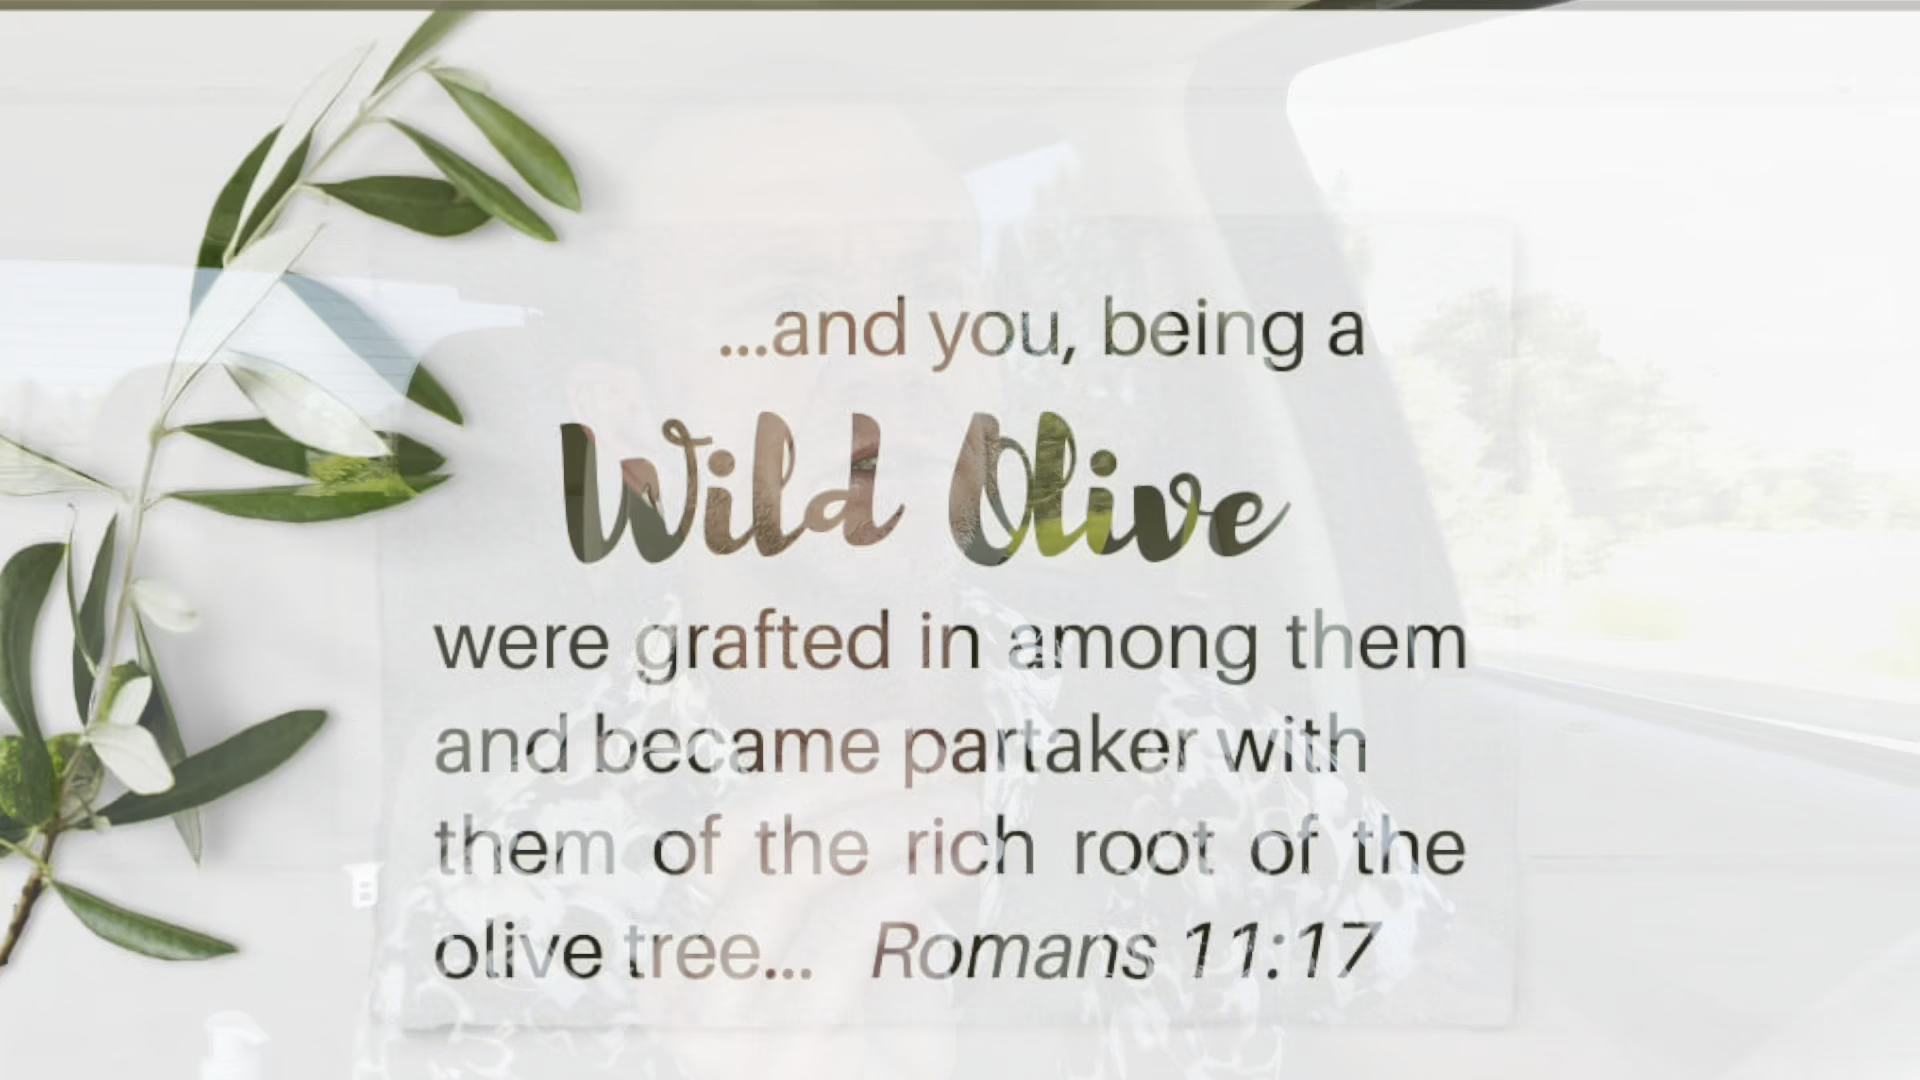 ...and you, being a
Wild Olive
were grafted in among them
and became partaker with
them of the rich root of the
olive tree... Romans 11:17